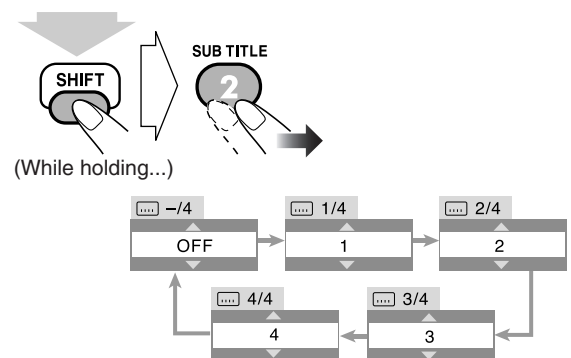 SUB TITLE
SHIFT
2
(While holding...)
–/4
1/4
2/4
OFF
1
2
4/4
3/4
4
3